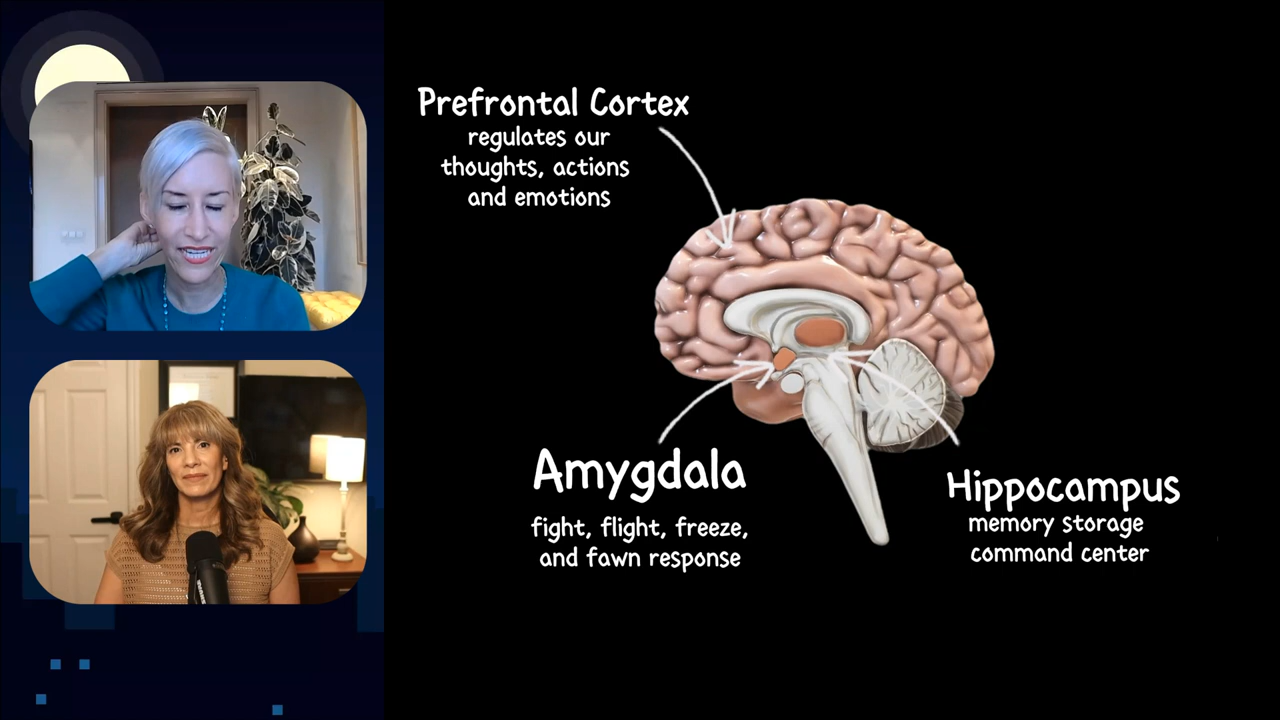 Prefrontal Cortex
regulates our
thoughts, actions
and emotions
Amygdala
fight, flight, freeze,
and fawn response
Hippocampus
memory storage
command center